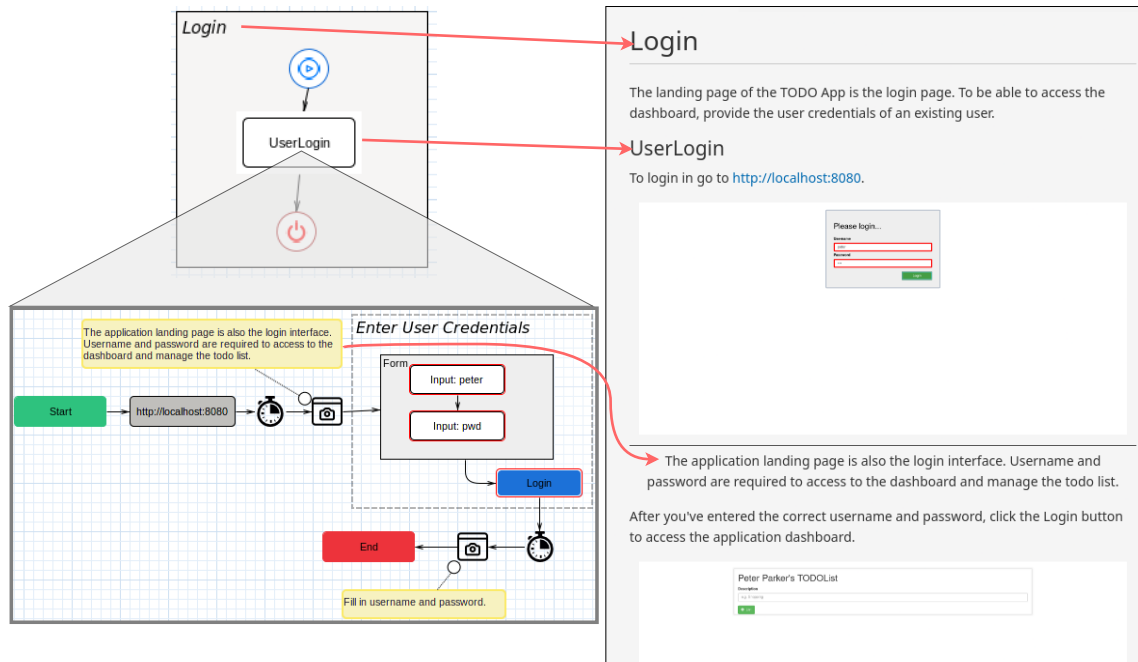 Login
UserLogin
The application landing page is also the login interface.
Username and password are required to access to the
dashboard and manage the todo list.
Enter User Credentials
Form
Input: peter
Input: pwd
Start
http://localhost:8080
Login
End
Fill in username and password.
Login
The landing page of the TODO App is the login page. To be able to access the
dashboard, provide the user credentials of an existing user.
UserLogin
To login in go to http://localhost:8080.
Please login...
Username
Password
Login
The application landing page is also the login interface. Username and
password are required to access to the dashboard and manage the todo list.
After you've entered the correct username and password, click the Login button
to access the application dashboard.
Peter Parker's TODOList
Description